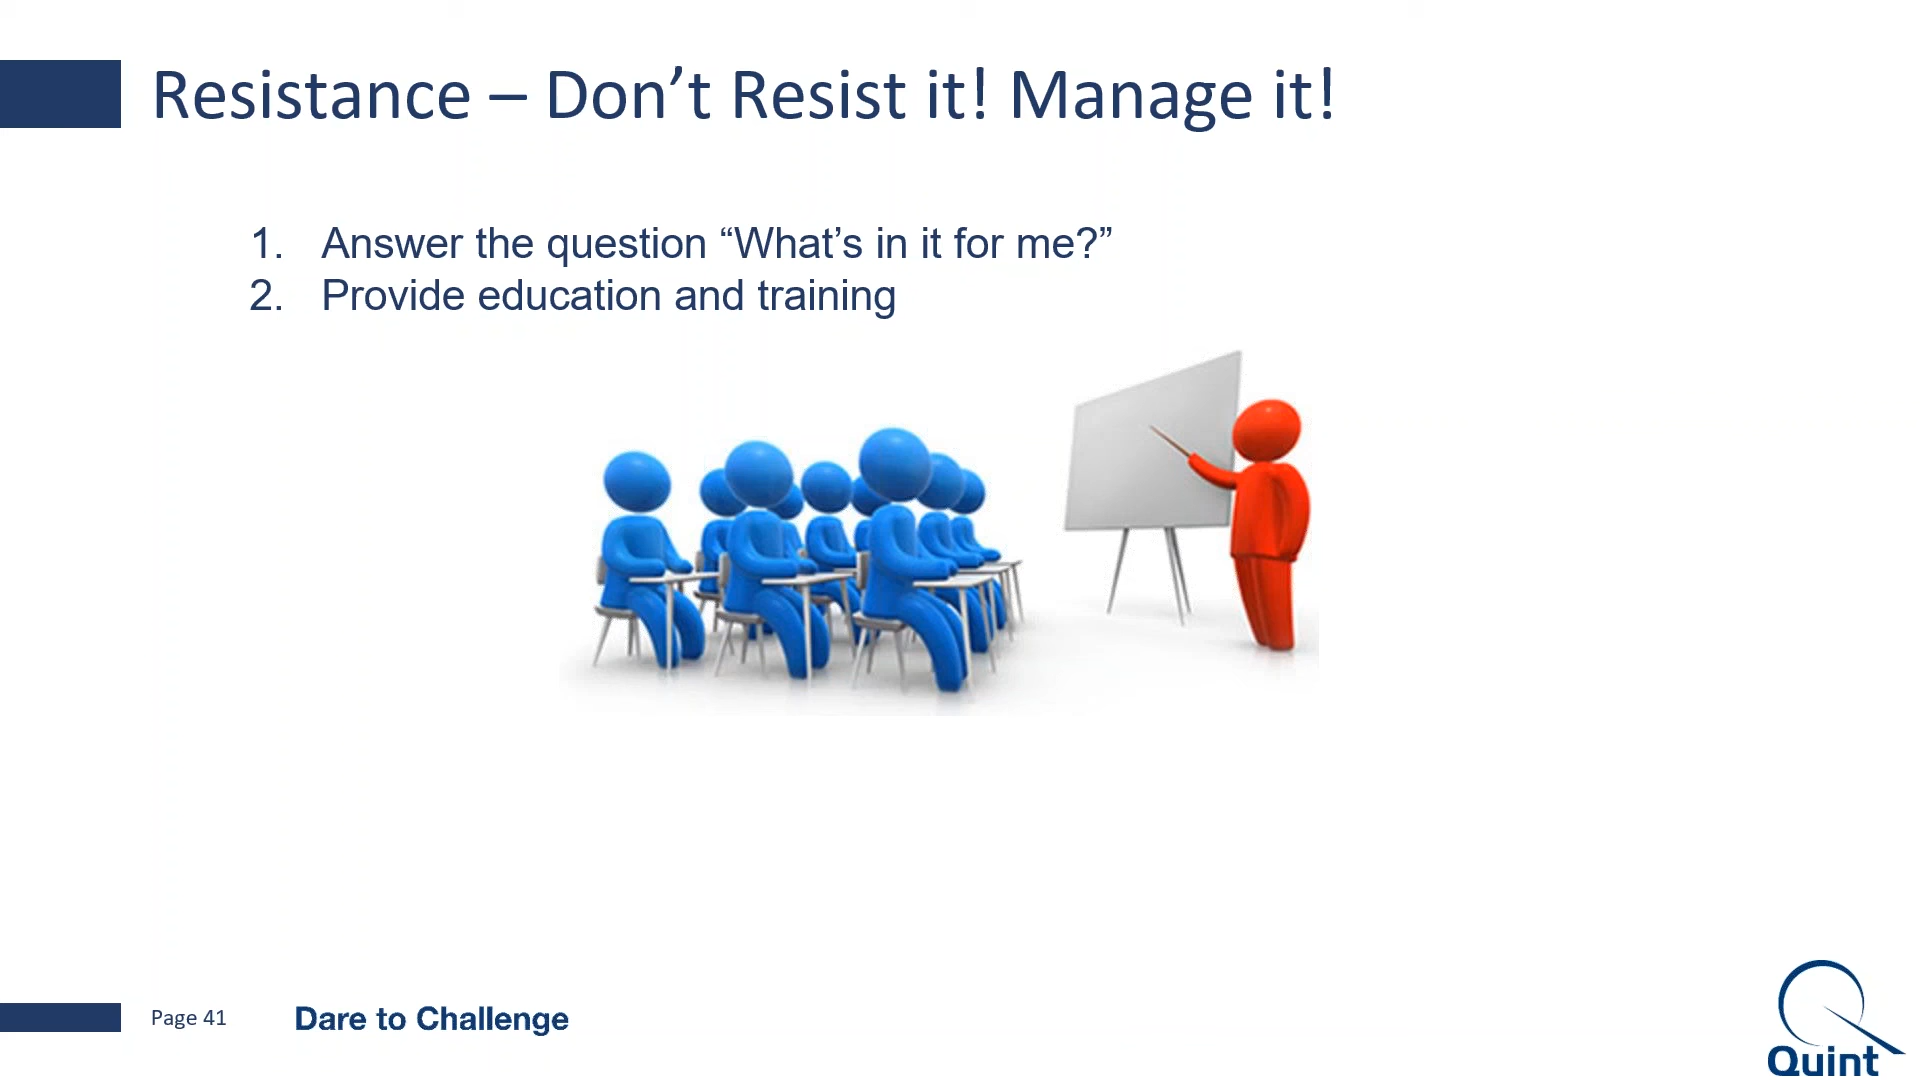 Resistance – Don’t Resist it! Manage it!
1. Answer the question “What’s in it for me?”
2. Provide education and training
Page 41
Dare to Challenge
Quint